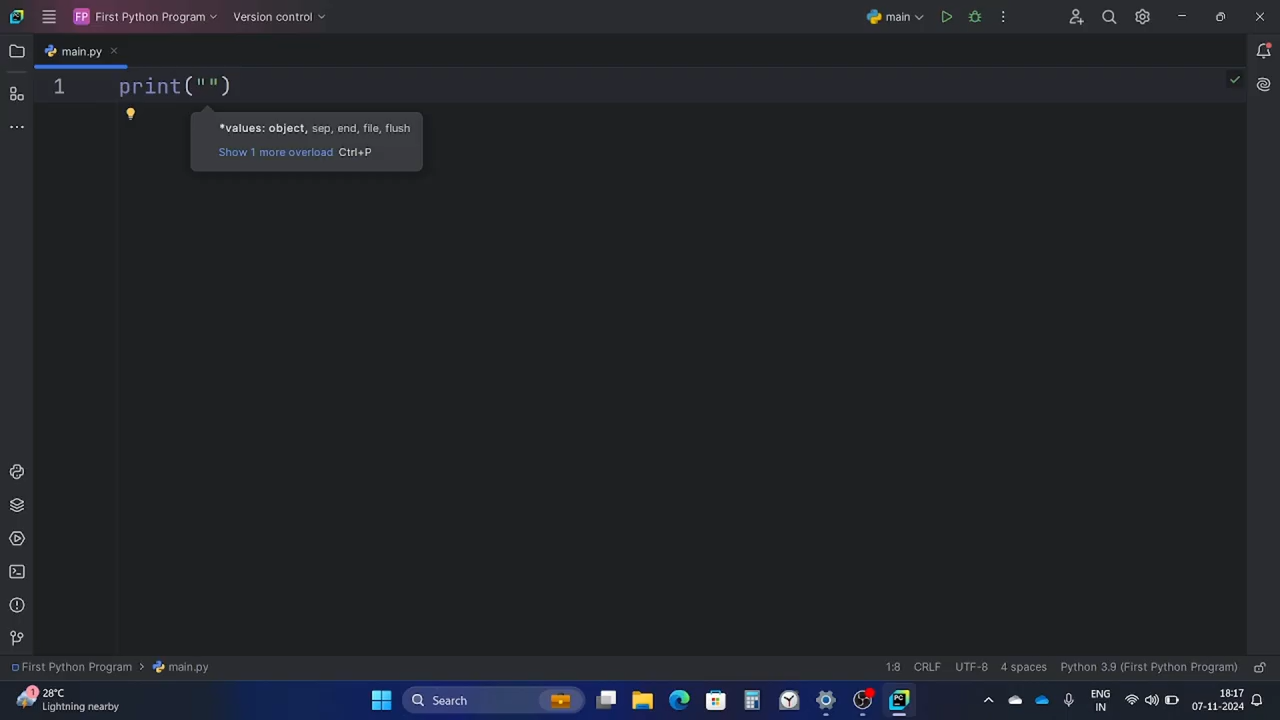 FP First Python Program Version control main
main.py
1 print("")
*values: object, sep, end, file, flush
Show 1 more overload Ctrl+P
First Python Program main.py 1:8 CRLF UTF-8 4 spaces Python 3.9 (First Python Program)
1 28°C Lightning nearby
Search
PC
ENG IN
18:17 07-11-2024